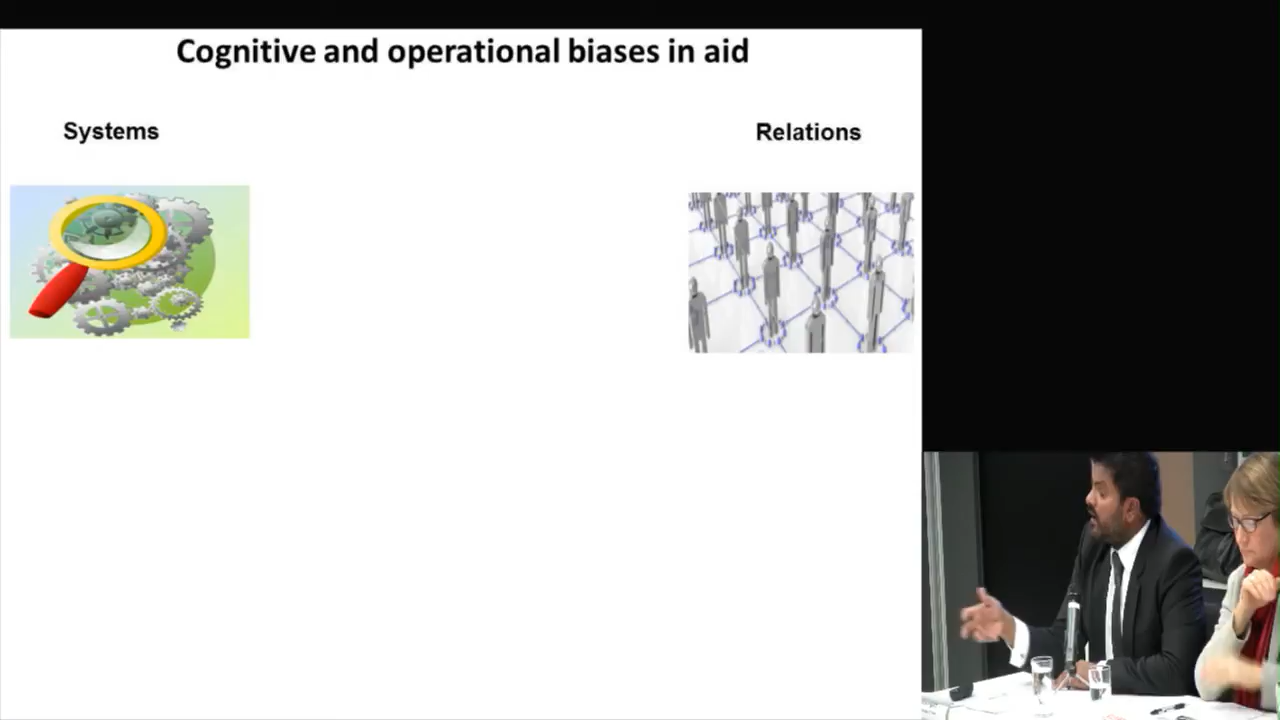 Cognitive and operational biases in aid
Systems
Relations